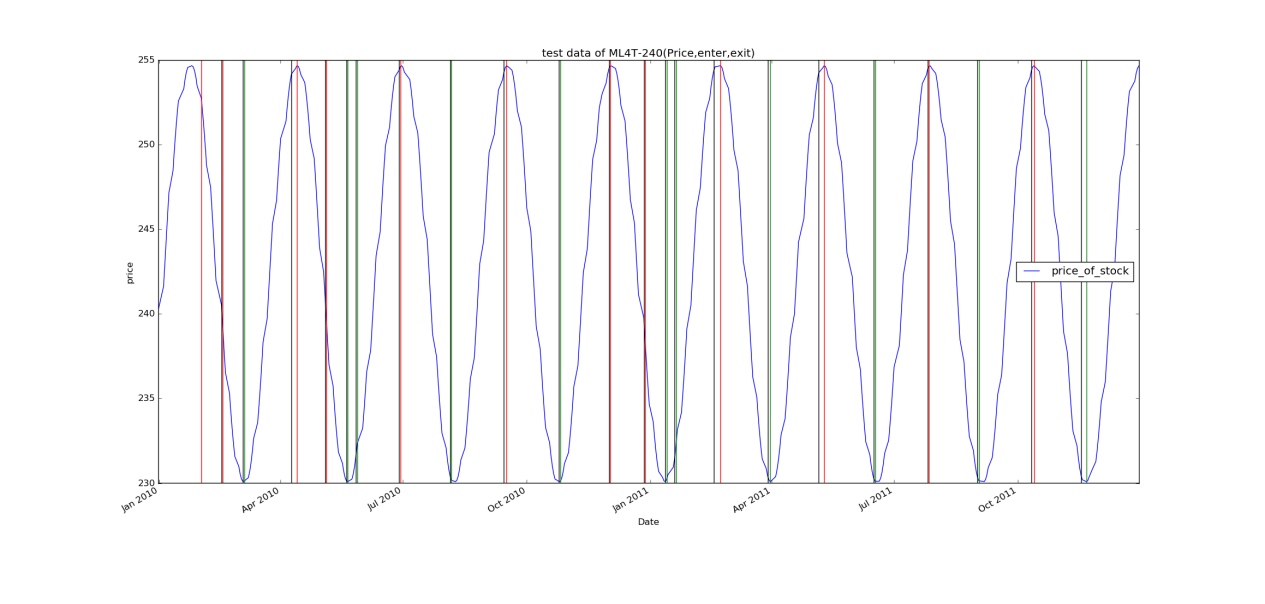 test data of ML4T-240(Price,enter,exit)
255
250
245
240
235
230
price
price_of_stock
Jan 2010
Apr 2010
Jul 2010
Oct 2010
Jan 2011
Apr 2011
Jul 2011
Oct 2011
Date